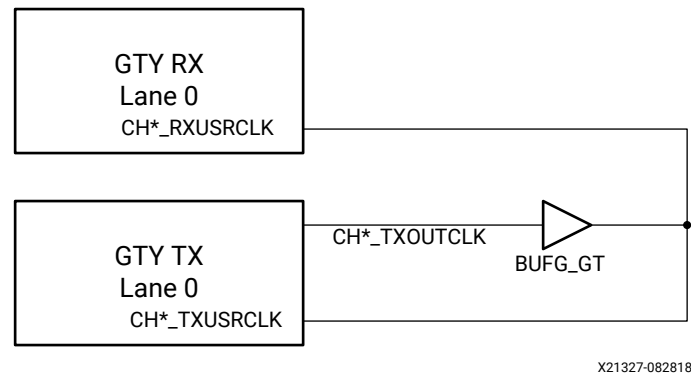 GTY RX
Lane 0
CH*_RXUSRCLK
CH*_TXOUTCLK
BUFG_GT
GTY TX
Lane 0
CH*_TXUSRCLK
X21327-082818